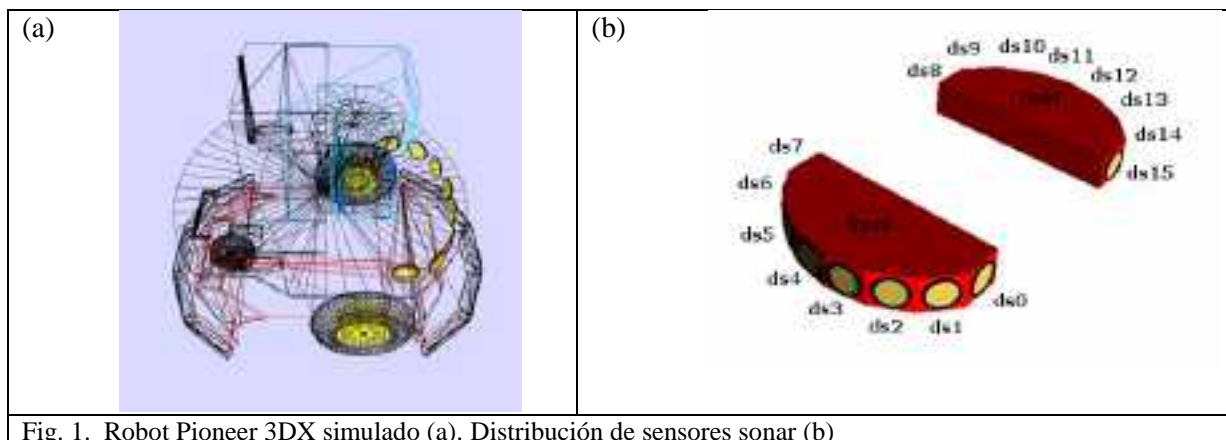 (a)
(b)
ds9
ds10
ds11
ds8
ds12
ds13
ds14
ds15
ds7
ds6
ds5
ds4
ds3
ds2
ds1
ds0
Fig. 1. Robot Pioneer 3DX simulado (a). Distribución de sensores sonar (b)